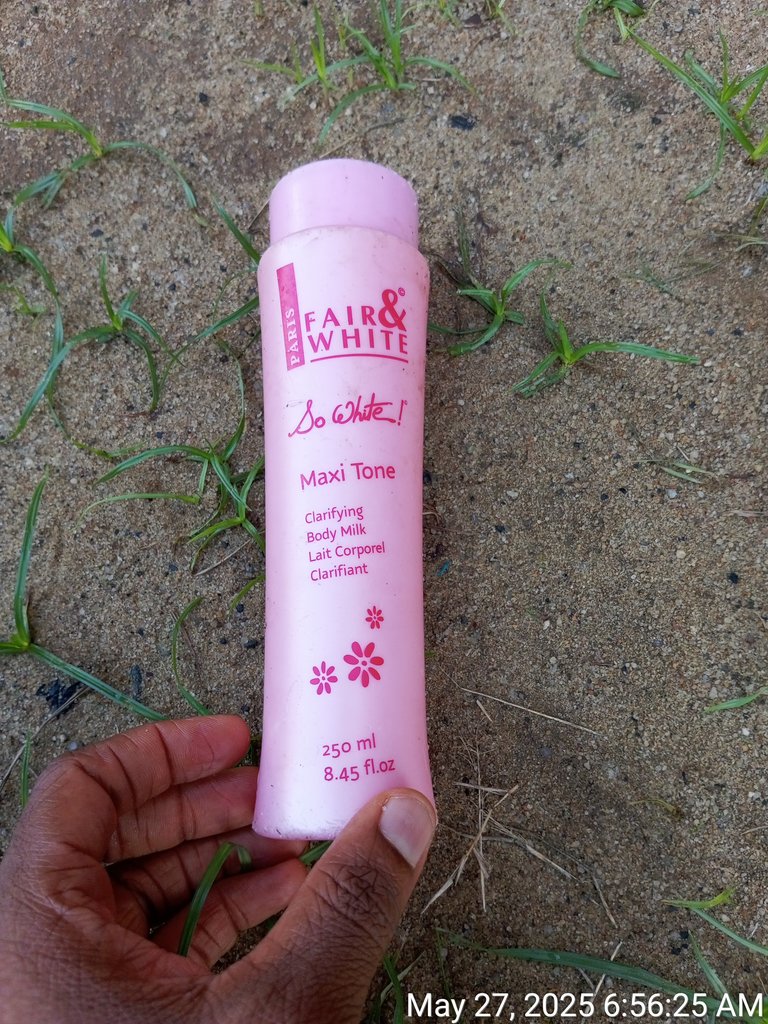 PARIS
FAIR&©
WHITE
So White!
Maxi Tone
Clarifying
Body Milk
Lait Corporel
Clarifiant
250 ml
8.45 fl.oz
May 27, 2025 6:56:25 AM